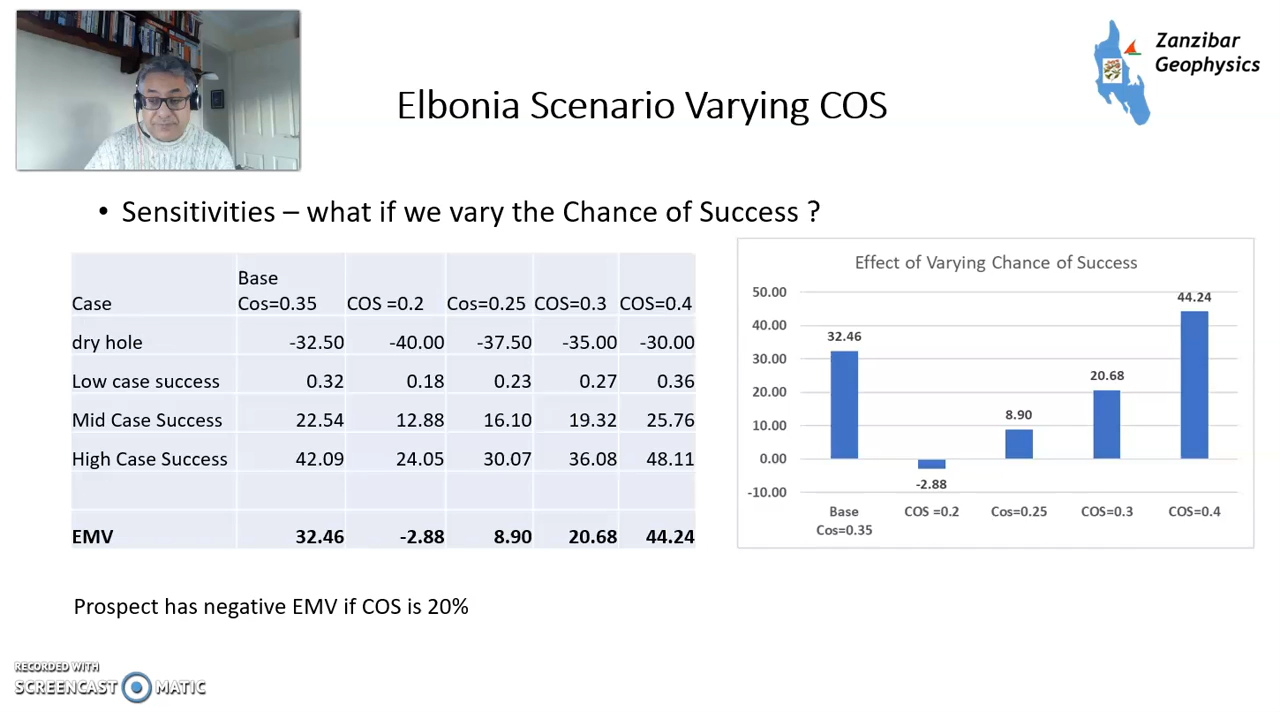 Zanzibar
Geophysics
Elbonia Scenario Varying COS
• Sensitivities – what if we vary the Chance of Success ?
Case Base Cos=0.35 COS =0.2 Cos=0.25 COS=0.3 COS=0.4
dry hole -32.50 -40.00 -37.50 -35.00 -30.00
Low case success 0.32 0.18 0.23 0.27 0.36
Mid Case Success 22.54 12.88 16.10 19.32 25.76
High Case Success 42.09 24.05 30.07 36.08 48.11
EMV 32.46 -2.88 8.90 20.68 44.24
Effect of Varying Chance of Success
50.00
40.00
30.00
20.00
10.00
0.00
-10.00
32.46
-2.88
8.90
20.68
44.24
Base Cos=0.35 COS =0.2 Cos=0.25 COS=0.3 COS=0.4
Prospect has negative EMV if COS is 20%
RECORDED WITH
SCREENCAST MATIC